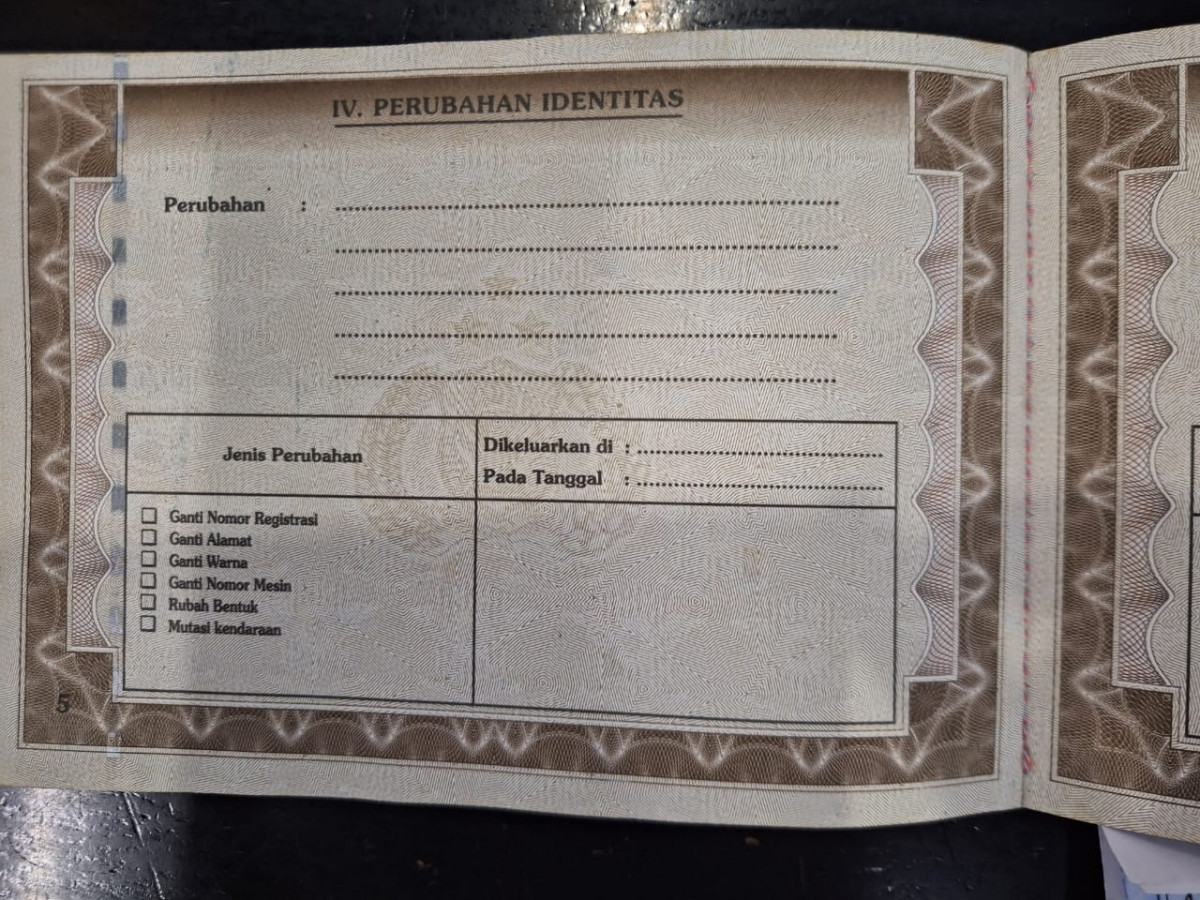 IV. PERUBAHAN IDENTITAS
Perubahan : ........................................
........................................
........................................
........................................
........................................
Jenis Perubahan
Dikeluarkan di : ........................................
Pada Tanggal : ........................................
☐ Ganti Nomor Registrasi
☐ Ganti Alamat
☐ Ganti Warna
☐ Ganti Nomor Mesin
☐ Rubah Bentuk
☐ Mutasi kendaraan
5